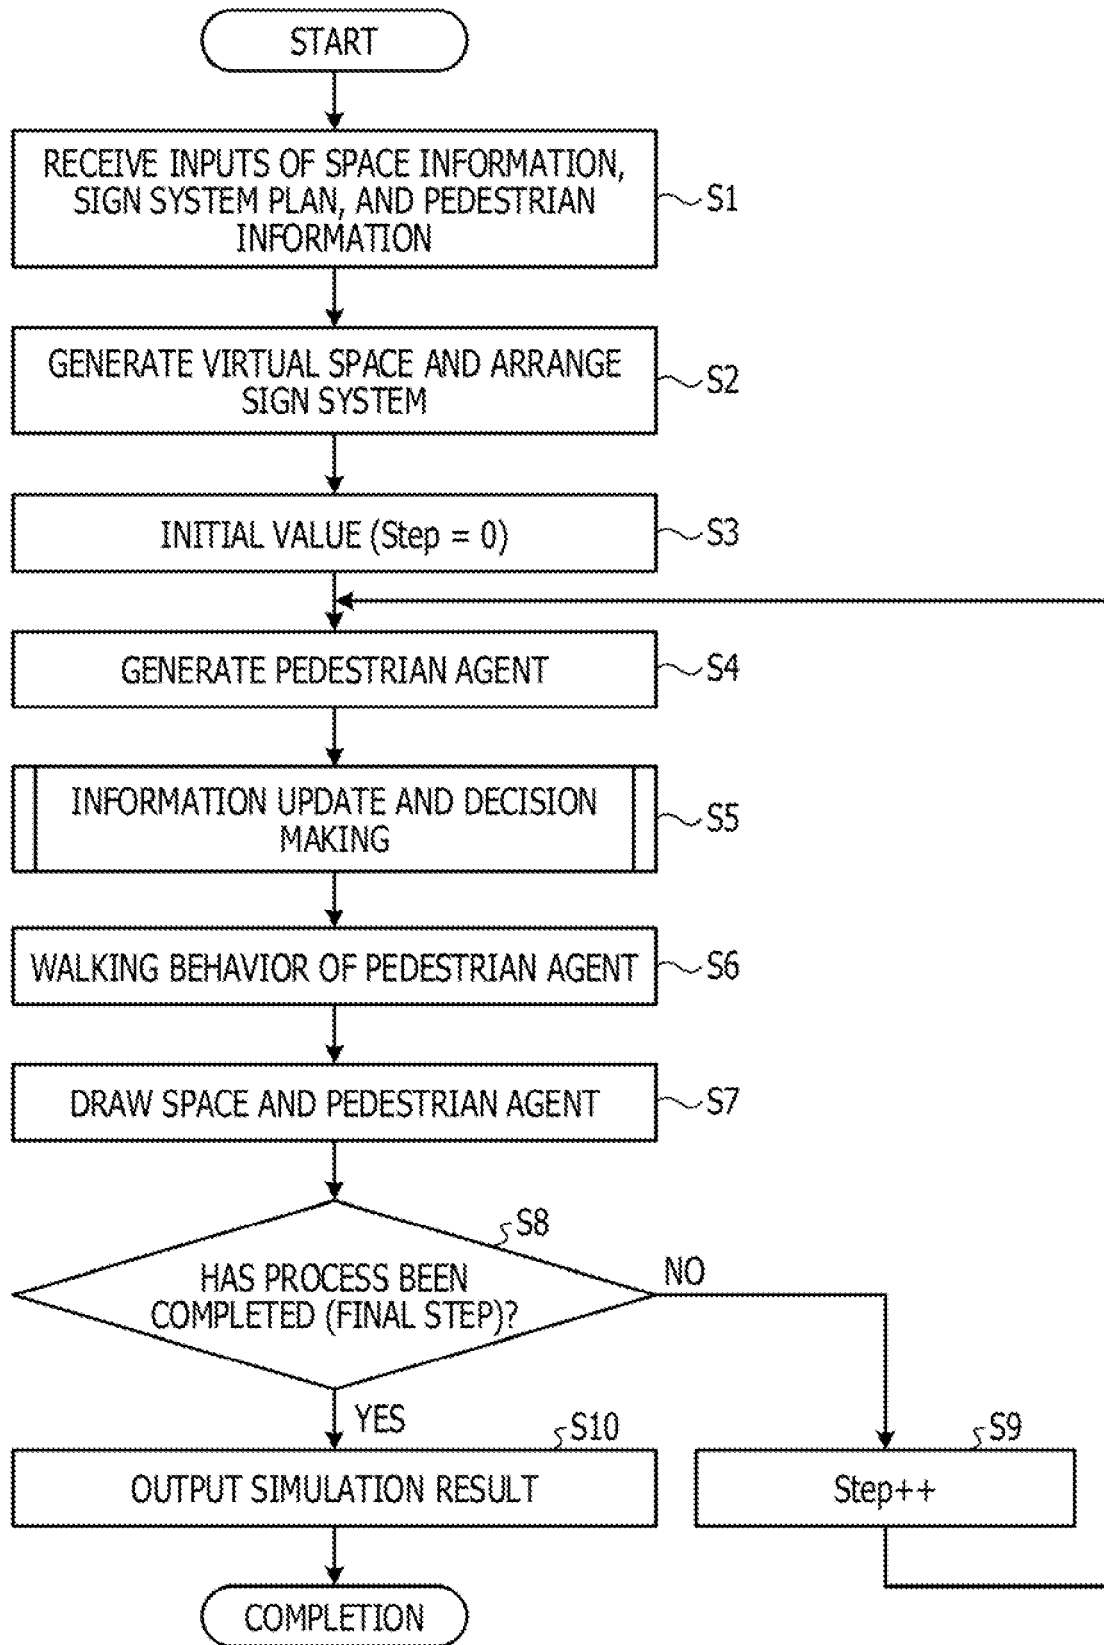 START
RECEIVE INPUTS OF SPACE INFORMATION,
SIGN SYSTEM PLAN, AND PEDESTRIAN
INFORMATION
S1
GENERATE VIRTUAL SPACE AND ARRANGE
SIGN SYSTEM
S2
INITIAL VALUE (Step = 0)
S3
GENERATE PEDESTRIAN AGENT
S4
INFORMATION UPDATE AND DECISION
MAKING
S5
WALKING BEHAVIOR OF PEDESTRIAN AGENT
S6
DRAW SPACE AND PEDESTRIAN AGENT
S7
S8
HAS PROCESS BEEN
COMPLETED (FINAL STEP)?
NO
YES
S10
OUTPUT SIMULATION RESULT
S9
Step++
COMPLETION